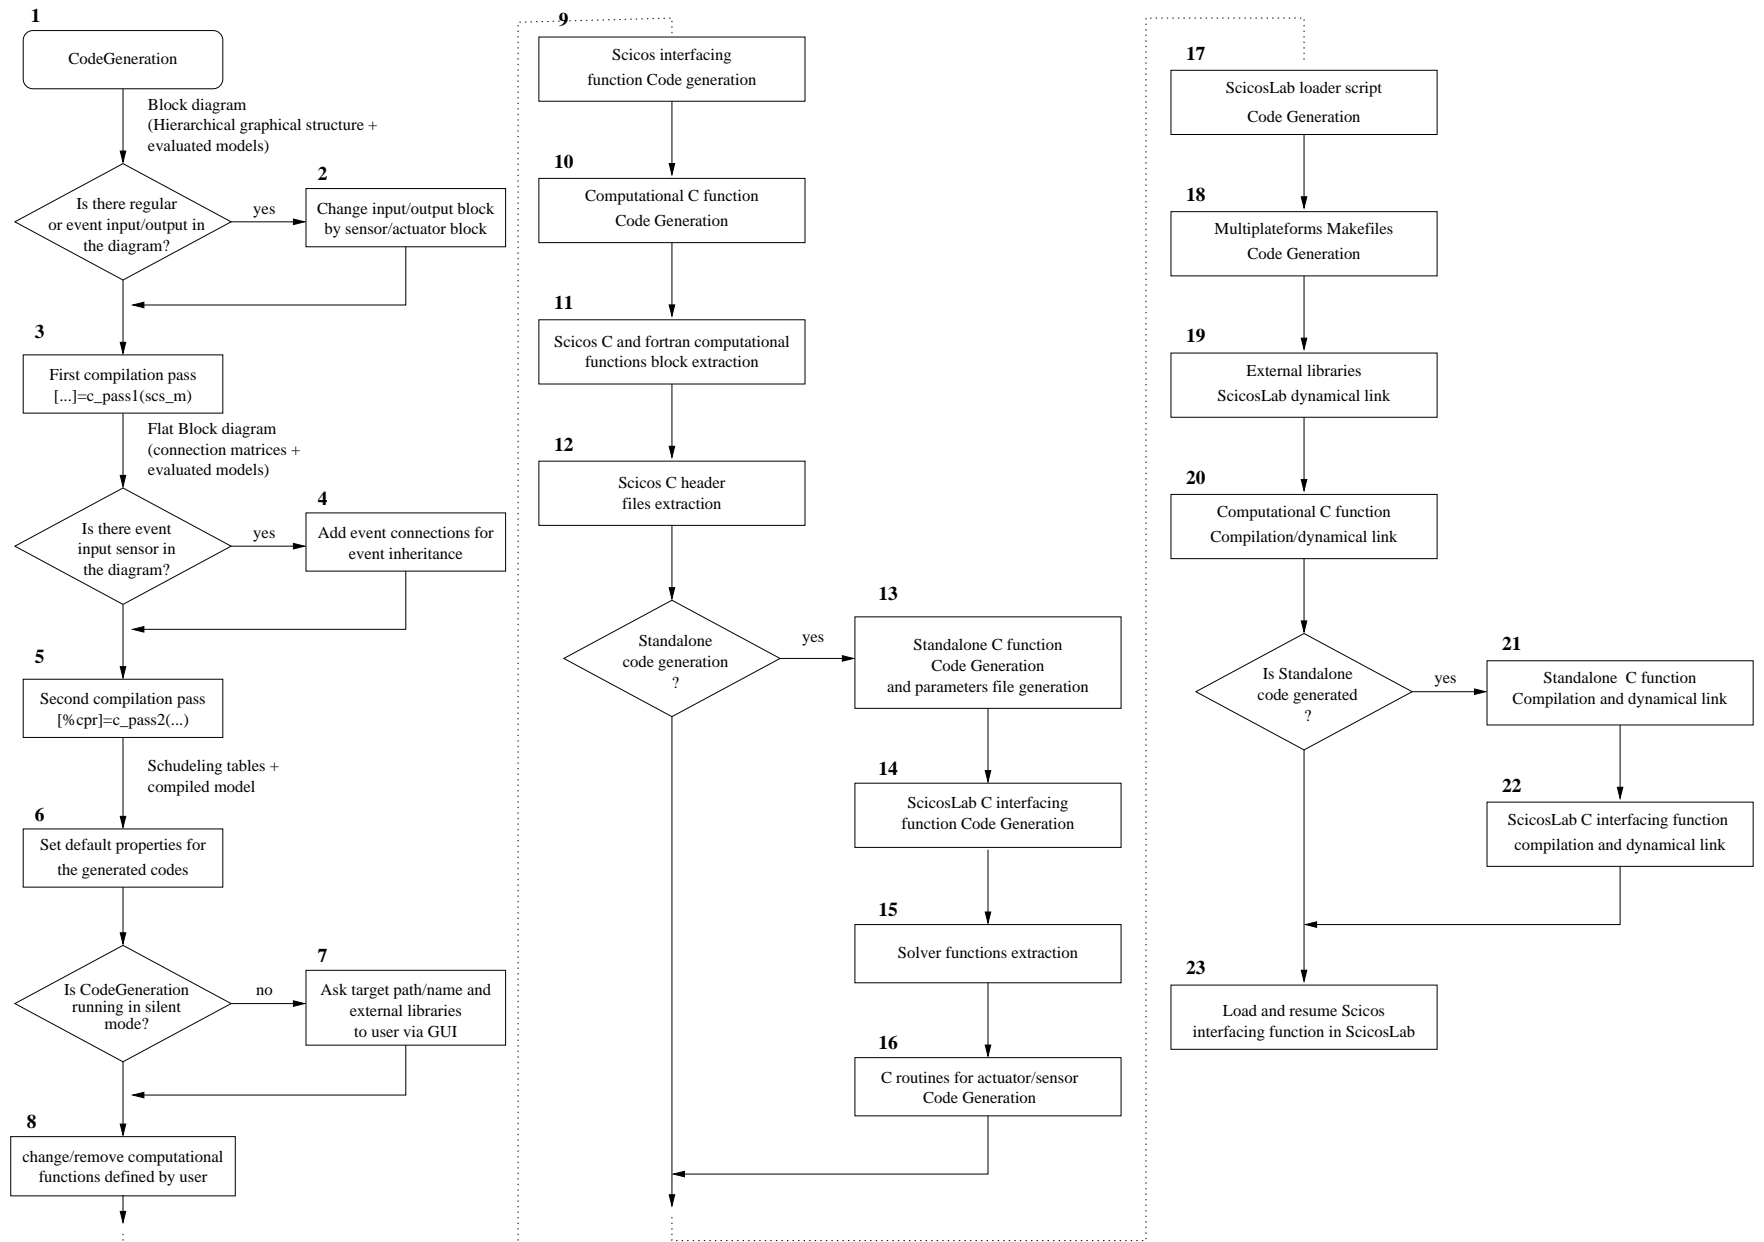 1
CodeGeneration
Block diagram
(Hierarchical graphical structure +
evaluated models)
Is there regular
or event input/output in
the diagram?
yes
2
Change input/output block
by sensor/actuator block
3
First compilation pass
[...]=c_pass1(scs_m)
Flat Block diagram
(connection matrices +
evaluated models)
Is there event
input sensor in
the diagram?
yes
4
Add event connections for
event inheritance
5
Second compilation pass
[%cpr]=c_pass2(...)
Schudeling tables +
compiled model
6
Set default properties for
the generated codes
Is CodeGeneration
running in silent
mode?
no
7
Ask target path/name and
external libraries
to user via GUI
8
change/remove computational
functions defined by user
9
Scicos interfacing
function Code generation
10
Computational C function
Code Generation
11
Scicos C and fortran computational
functions block extraction
12
Scicos C header
files extraction
Standalone
code generation
?
yes
13
Standalone C function
Code Generation
and parameters file generation
14
ScicosLab C interfacing
function Code Generation
15
Solver functions extraction
16
C routines for actuator/sensor
Code Generation
17
ScicosLab loader script
Code Generation
18
Multiplateforms Makefiles
Code Generation
19
External libraries
ScicosLab dynamical link
20
Computational C function
Compilation/dynamical link
Is Standalone
code generated
?
yes
21
Standalone C function
Compilation and dynamical link
22
ScicosLab C interfacing function
compilation and dynamical link
23
Load and resume Scicos
interfacing function in ScicosLab